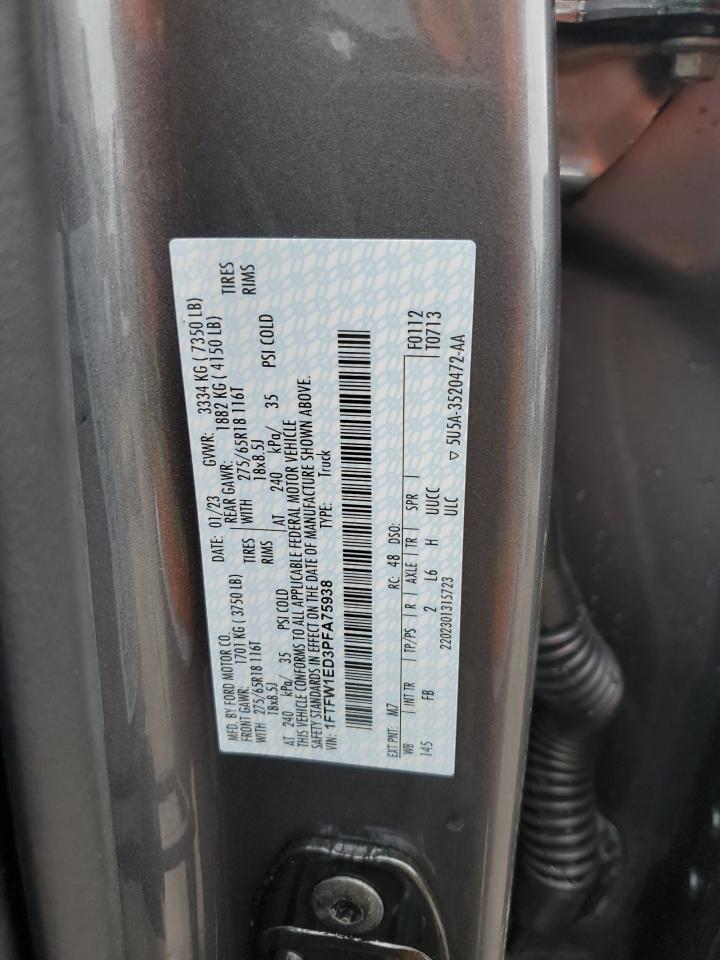 MFD. BY FORD MOTOR CO.
DATE: 01/23 GVWR: 3334 KG ( 7350 LB)
FRONT GAWR: 1701 KG ( 3750 LB) REAR GAWR: 1882 KG ( 4150 LB)
WITH 275/65R18 116T TIRES WITH 275/65R18 116T TIRES
18x8.5J RIMS 18x8.5J RIMS
AT 240 kPa/ 35 PSI COLD AT 240 kPa/ 35 PSI COLD
THIS VEHICLE CONFORMS TO ALL APPLICABLE FEDERAL MOTOR VEHICLE
SAFETY STANDARDS IN EFFECT ON THE DATE OF MANUFACTURE SHOWN ABOVE.
VIN: 1FTFW1ED3PFA75938 TYPE: Truck
EXT PNT: M7 RC: 48 DSO: F0112
WB INT TR TP/PS R AXLE TR SPR T0713
145 FB 2 L6 H UUCC
2202301315723 ULC ▽ 5U5A-3520472-AA